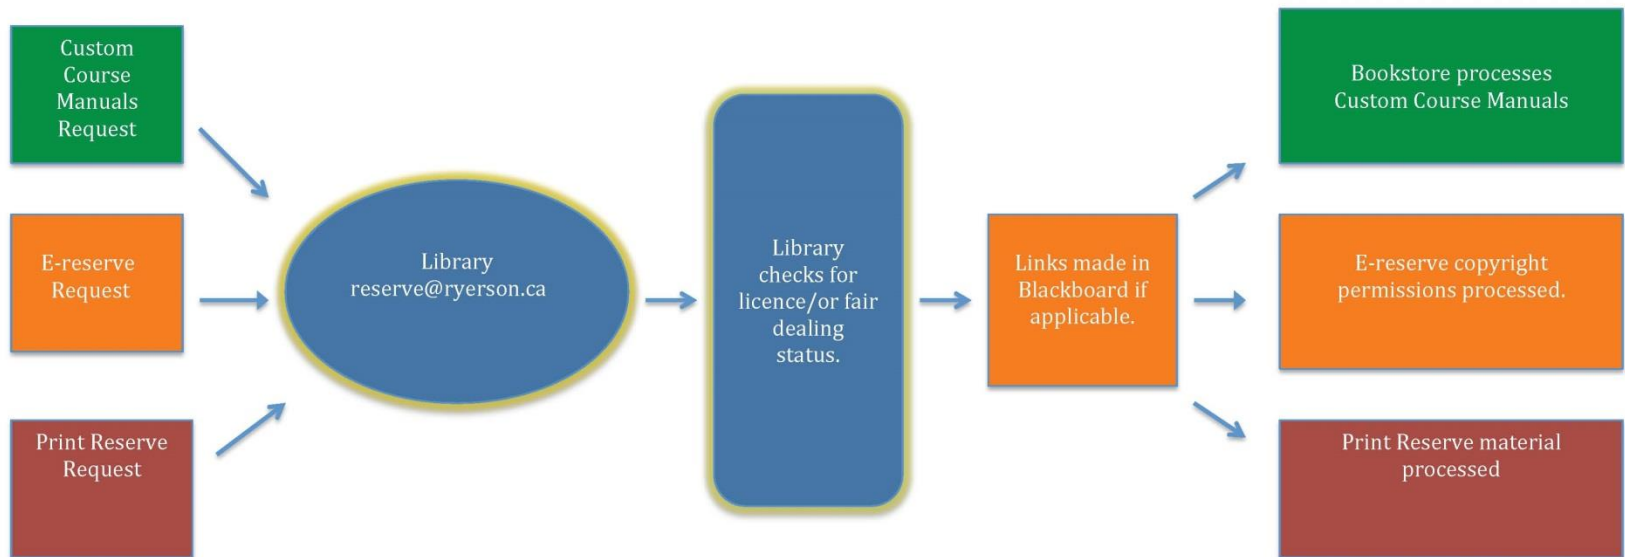 Custom
Course
Manuals
Request
E-reserve
Request
Print Reserve
Request
Library
reserve@ryerson.ca
Library
checks for
licence/or fair
dealing
status.
Links made in
Blackboard if
applicable.
Bookstore processes
Custom Course Manuals
E-reserve copyright
permissions processed.
Print Reserve material
processed